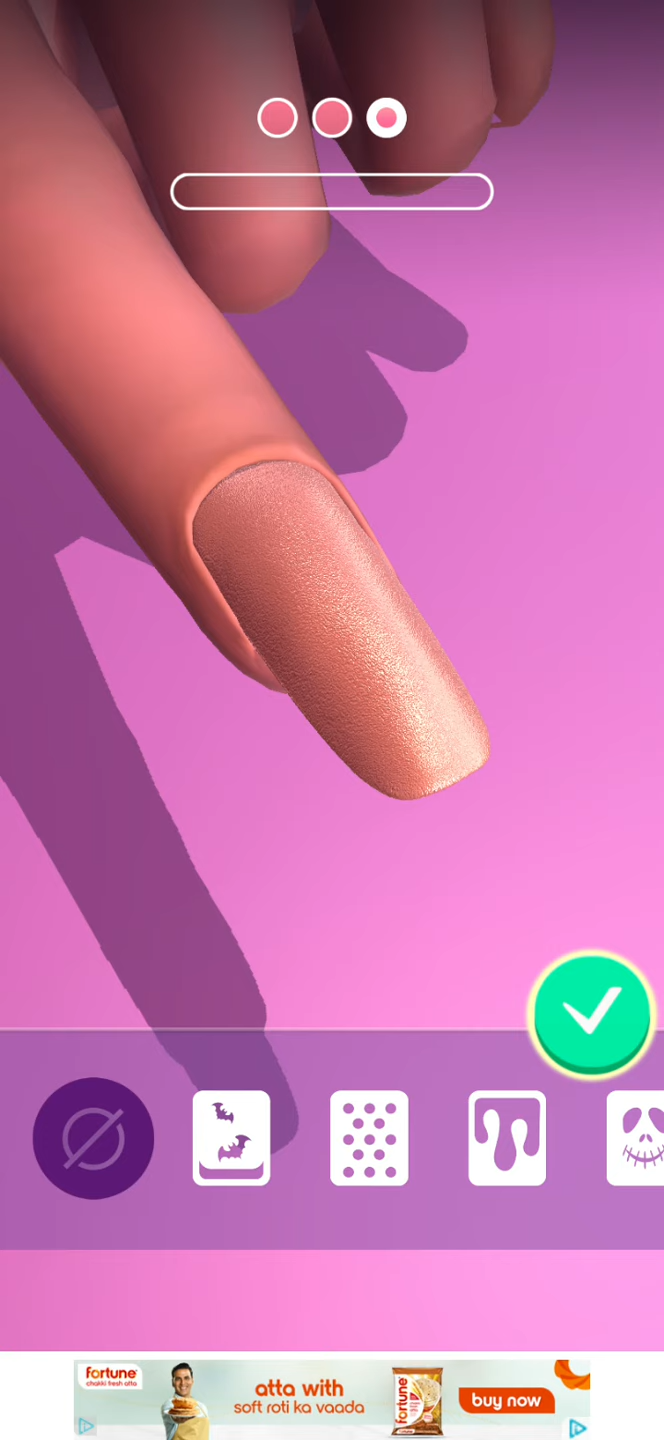 fortune
chakki fresh atta
atta with
soft roti ka vaada
fortune
buy now